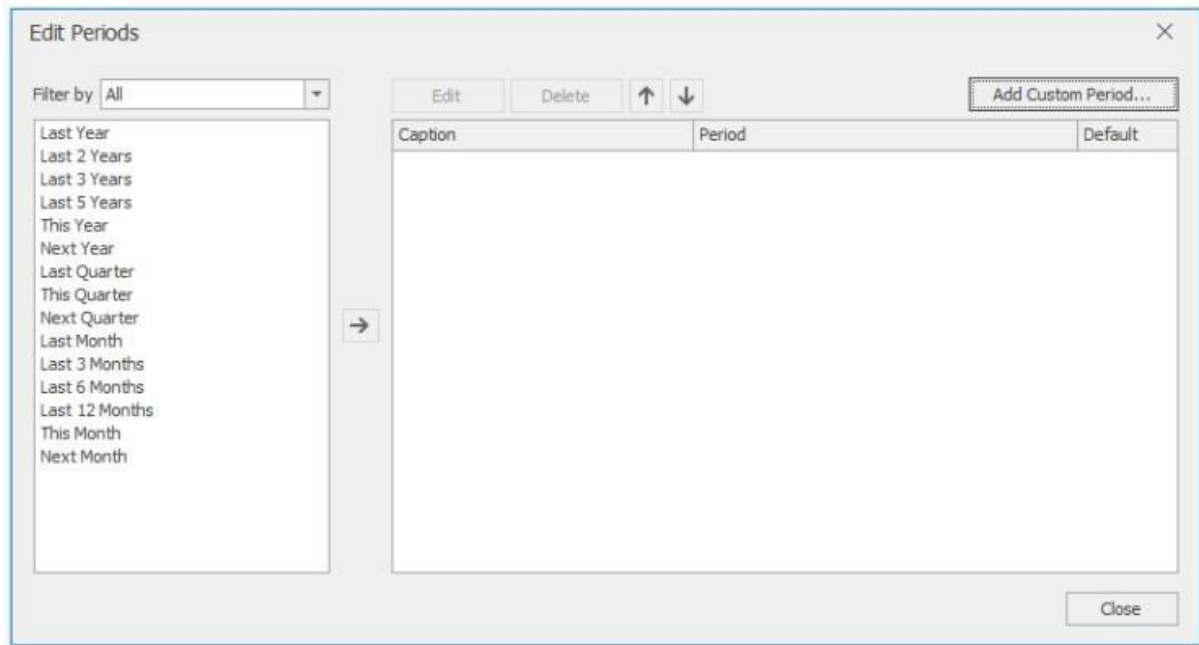 Edit Periods
Filter by All
Edit Delete Add Custom Period...
Caption Period Default
Last Year
Last 2 Years
Last 3 Years
Last 5 Years
This Year
Next Year
Last Quarter
This Quarter
Next Quarter
Last Month
Last 3 Months
Last 6 Months
Last 12 Months
This Month
Next Month
Close